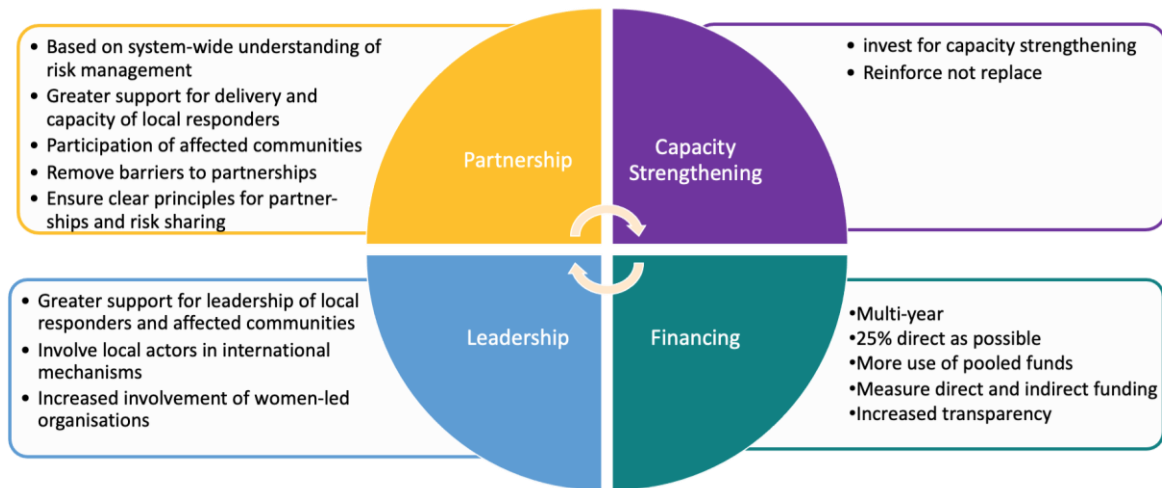 • Based on system-wide understanding of
risk management
• Greater support for delivery and
capacity of local responders
• Participation of affected communities
• Remove barriers to partnerships
• Ensure clear principles for partner-
ships and risk sharing
Partnership
Capacity
Strengthening
• invest for capacity strengthening
• Reinforce not replace
• Greater support for leadership of local
responders and affected communities
• Involve local actors in international
mechanisms
• Increased involvement of women-led
organisations
Leadership
Financing
•Multi-year
•25% direct as possible
•More use of pooled funds
•Measure direct and indirect funding
•Increased transparency